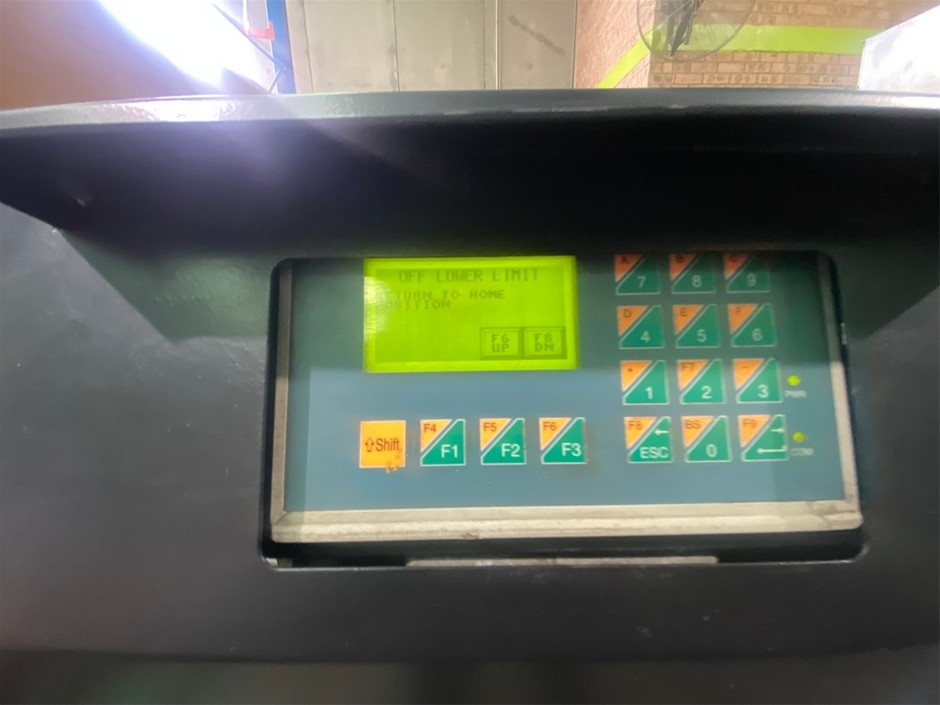 OFF LOWER LIMIT
RETURN TO HOME
POSITION
F6 UP
F8 DN
A 7
B 8
C 9
D 4
E 5
F 6
1
F7 2
- 3
PWR
Shift
F4 F1
F5 F2
F6 F3
F8 ESC
BS 0
F9
COM